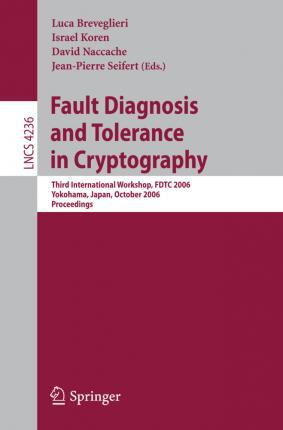 Luca Breveglieri
Israel Koren
David Naccache
Jean-Pierre Seifert (Eds.)
LNCS 4236
Fault Diagnosis
and Tolerance
in Cryptography
Third International Workshop, FDTC 2006
Yokohama, Japan, October 2006
Proceedings
Springer